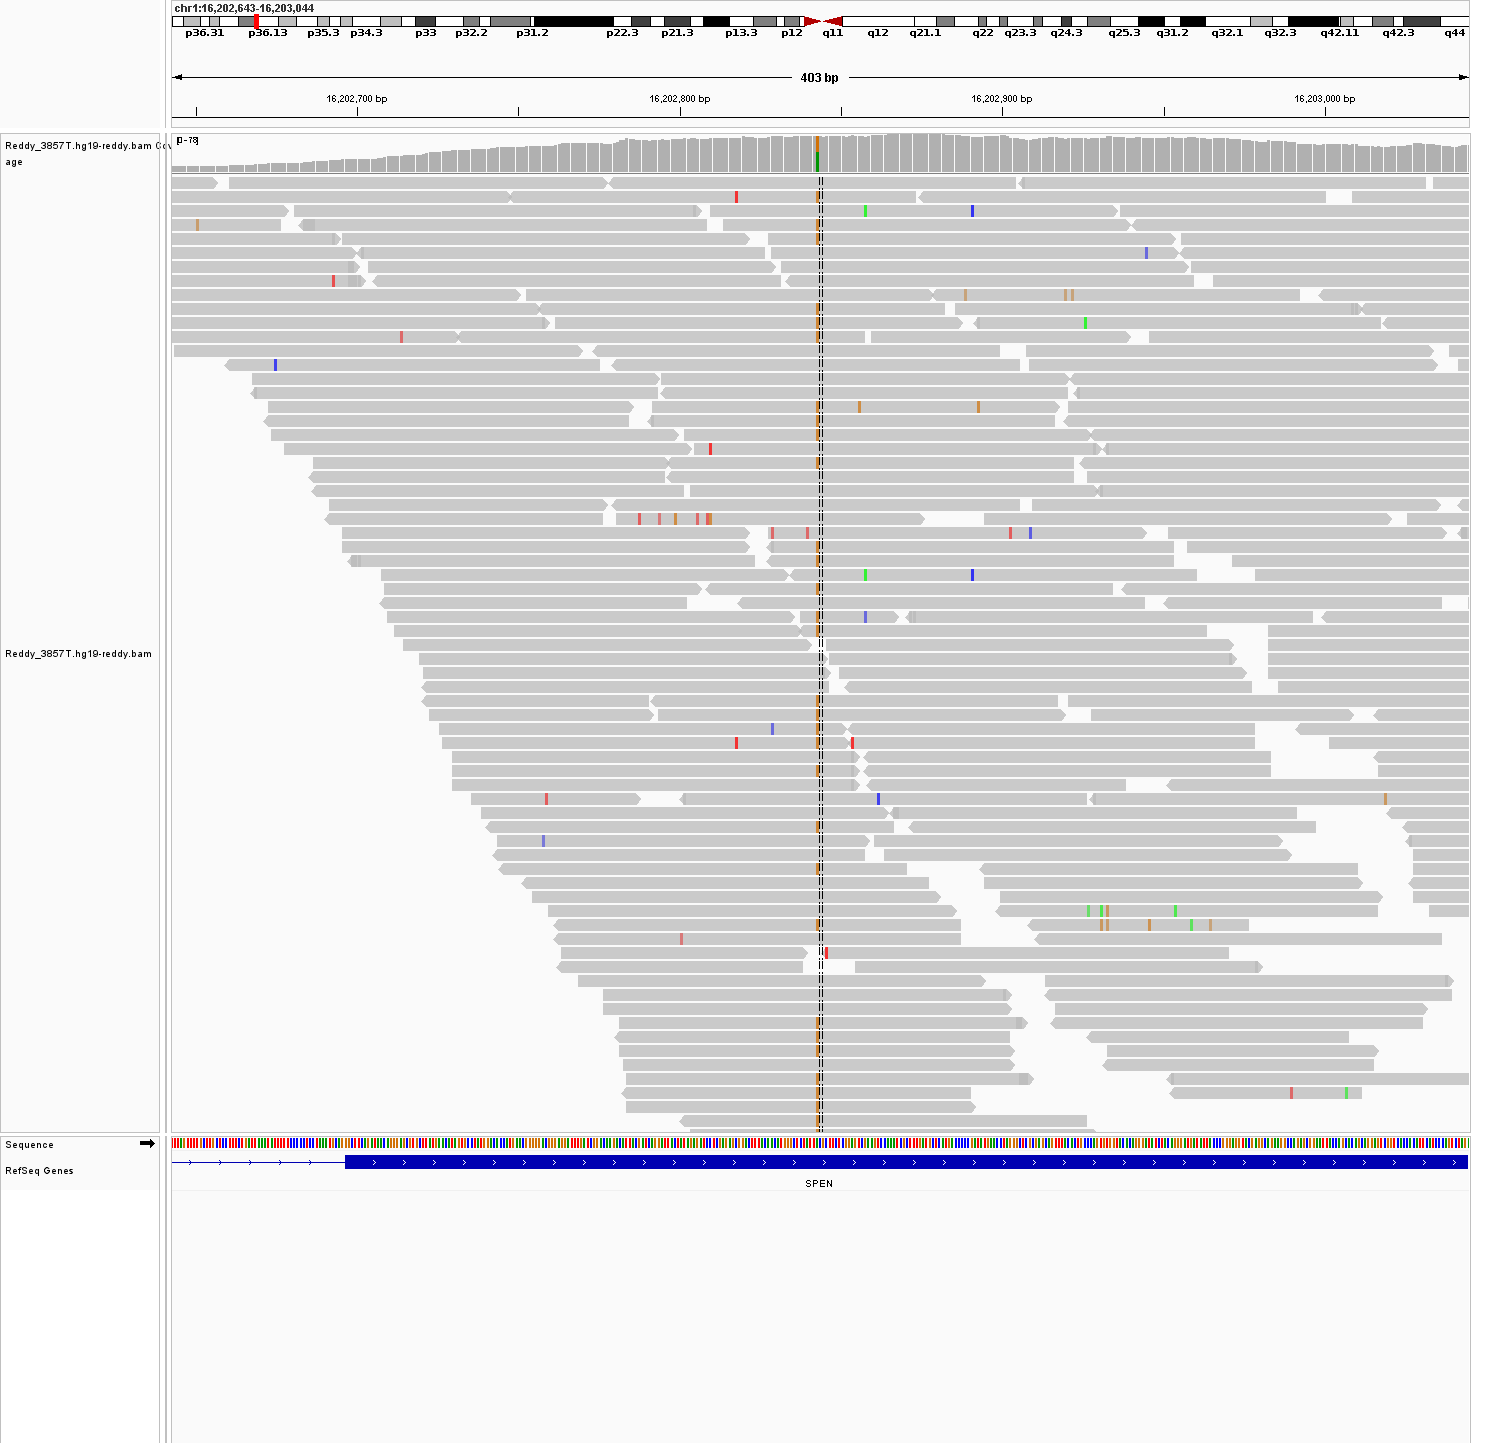 chr1:16,202,643-16,203,044
p36.31 p36.13 p35.3 p34.3 p33 p32.2 p31.2 p22.3 p21.3 p13.3 p12 q11 q12 q21.1 q22 q23.3 q24.3 q25.3 q31.2 q32.1 q32.3 q42.11 q42.3 q44
403 bp
16,202,700 bp 16,202,800 bp 16,202,900 bp 16,203,000 bp
[0 - 78]
Reddy_3857T.hg19-reddy.bam Cov
age
Reddy_3857T.hg19-reddy.bam
Sequence
RefSeq Genes
SPEN